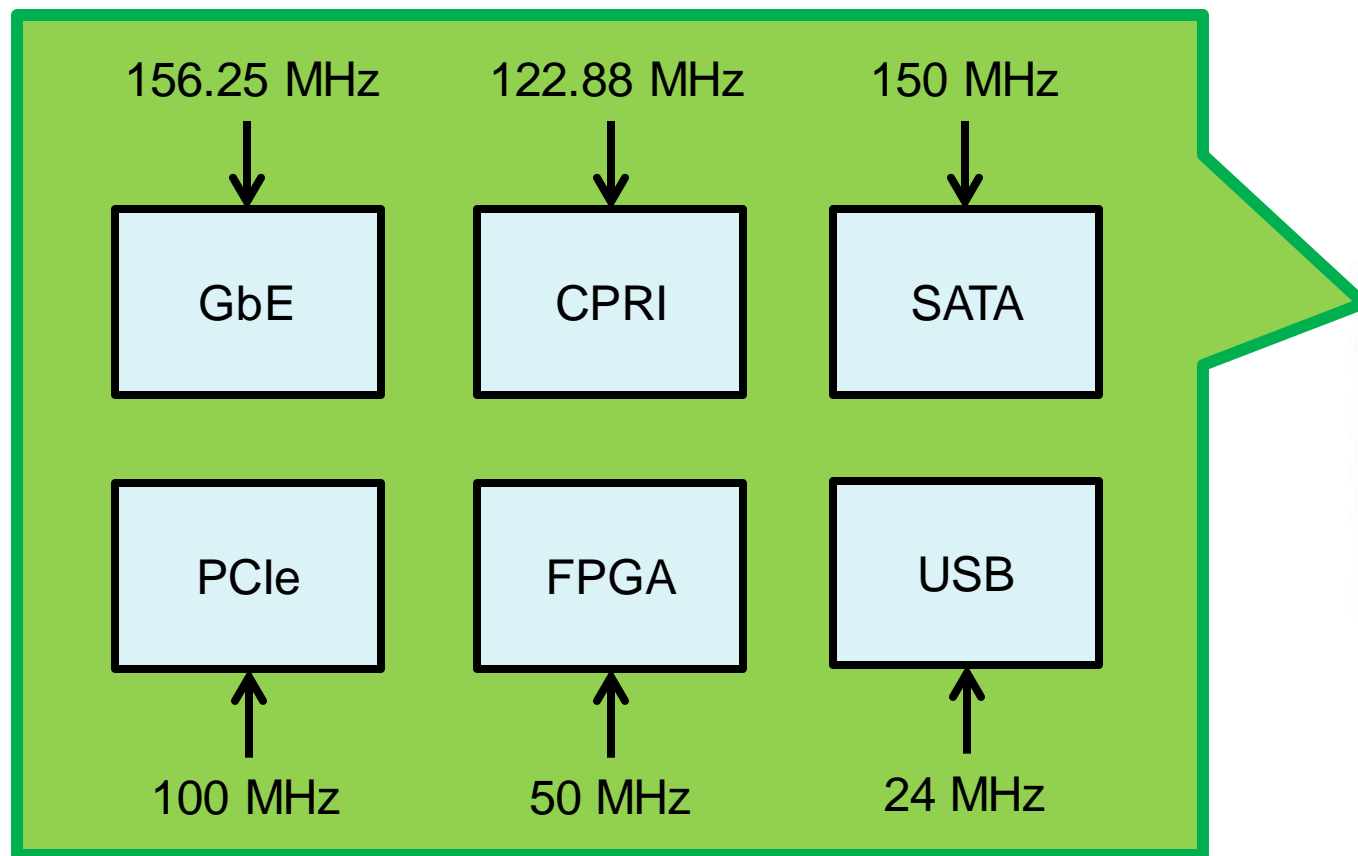 156.25 MHz
122.88 MHz
150 MHz
GbE
CPRI
SATA
PCIe
FPGA
USB
100 MHz
50 MHz
24 MHz